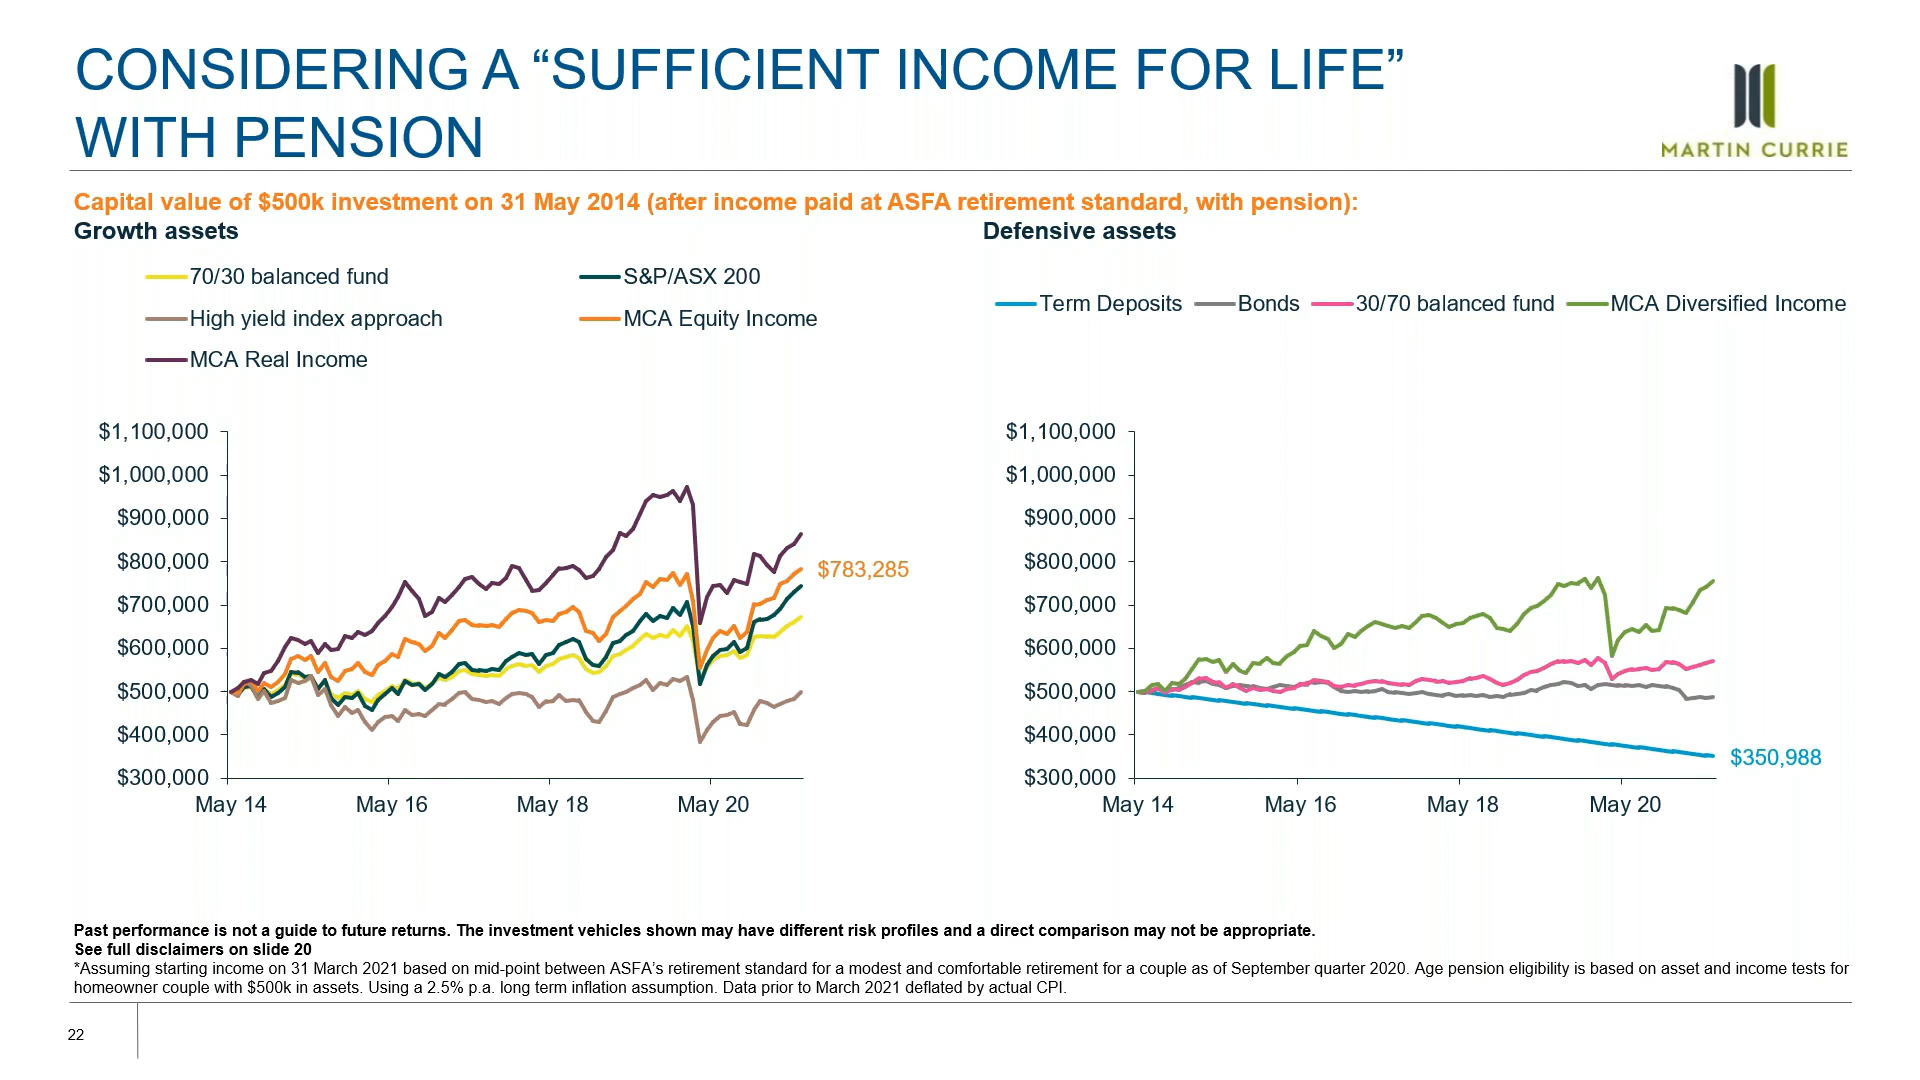 CONSIDERING A “SUFFICIENT INCOME FOR LIFE”
WITH PENSION
MARTIN CURRIE
Capital value of $500k investment on 31 May 2014 (after income paid at ASFA retirement standard, with pension):
Growth assets
70/30 balanced fund
S&P/ASX 200
High yield index approach
MCA Equity Income
MCA Real Income
$1,100,000
$1,000,000
$900,000
$800,000
$700,000
$600,000
$500,000
$400,000
$300,000
$783,285
May 14
May 16
May 18
May 20
Defensive assets
Term Deposits
Bonds
30/70 balanced fund
MCA Diversified Income
$1,100,000
$1,000,000
$900,000
$800,000
$700,000
$600,000
$500,000
$400,000
$300,000
$350,988
May 14
May 16
May 18
May 20
Past performance is not a guide to future returns. The investment vehicles shown may have different risk profiles and a direct comparison may not be appropriate.
See full disclaimers on slide 20
*Assuming starting income on 31 March 2021 based on mid-point between ASFA’s retirement standard for a modest and comfortable retirement for a couple as of September quarter 2020. Age pension eligibility is based on asset and income tests for
homeowner couple with $500k in assets. Using a 2.5% p.a. long term inflation assumption. Data prior to March 2021 deflated by actual CPI.
22